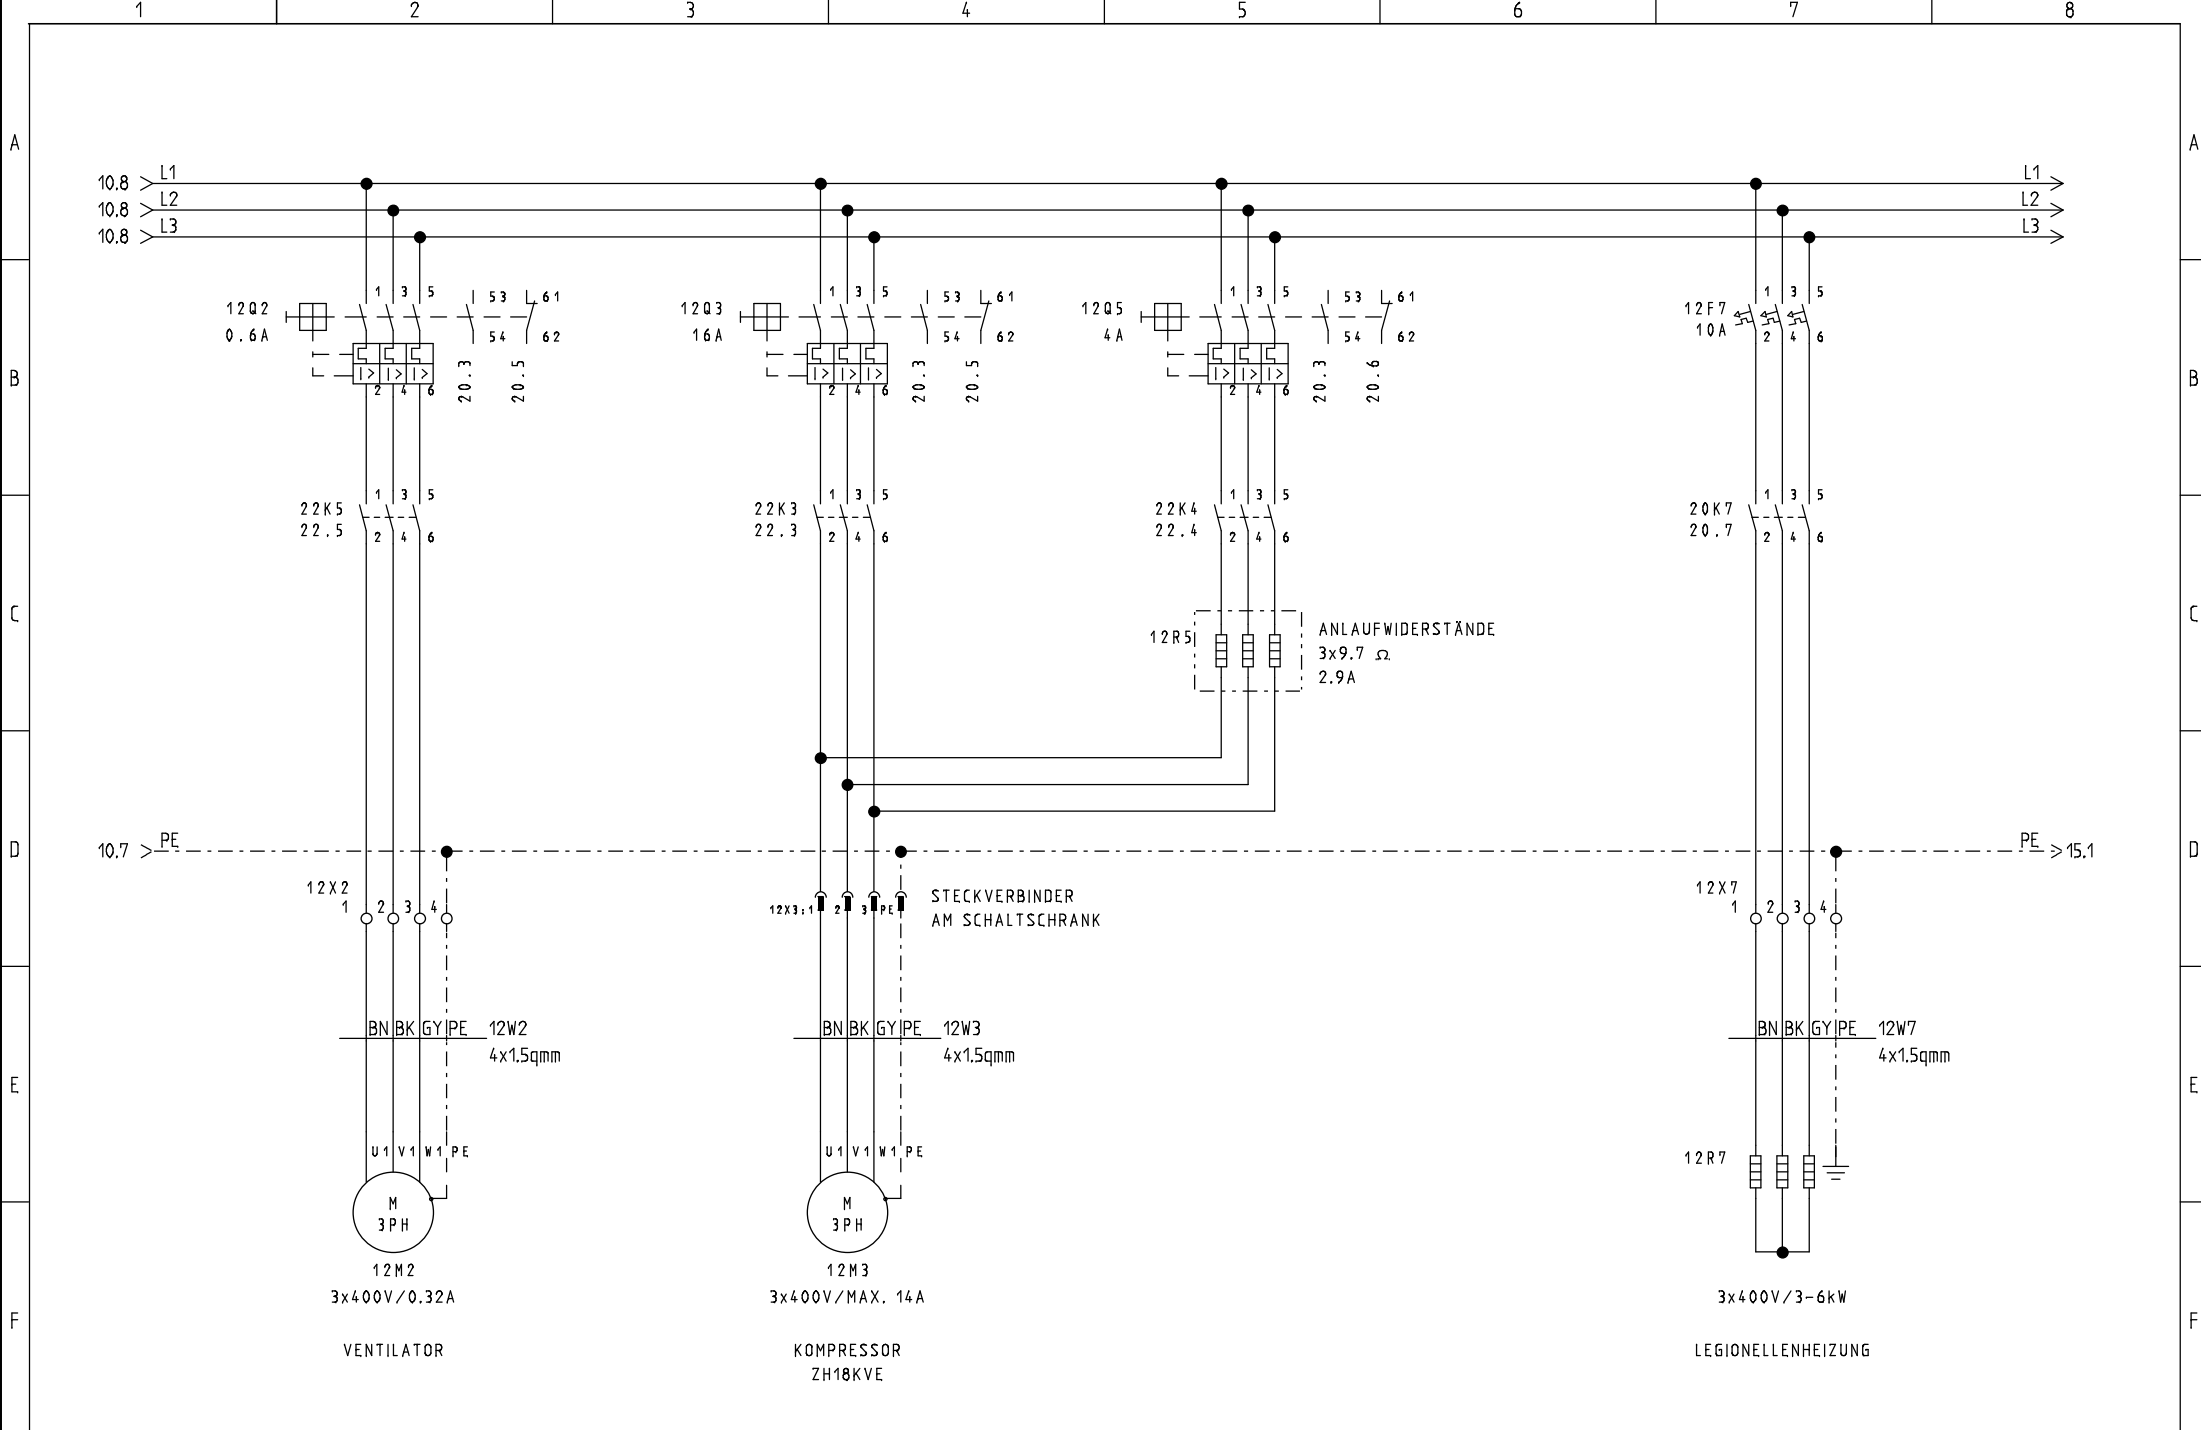 1 2 3 4 5 6 7 8
A A
10.8 L1 L1
10.8 L2 L2
10.8 L3 L3
12Q2 1 3 5 53 61
0.6A 54 62
2 4 6 20.3 20.5
12Q3 1 3 5 53 61
16A 54 62
2 4 6 20.3 20.5
12Q5 1 3 5 53 61
4A 54 62
2 4 6 20.3 20.6
12F7 1 3 5
10A 2 4 6
I> I> I> I> I> I> I> I> I>
B B
22K5 1 3 5
22.5 2 4 6
22K3 1 3 5
22.3 2 4 6
22K4 1 3 5
22.4 2 4 6
20K7 1 3 5
20.7 2 4 6
C C
12R5 ANLAUFWIDERSTÄNDE
3x9.7 Ω
2.9A
D D
10.7 PE PE 15.1
12X2
1 2 3 4
12X3:1 2 3 PE
STECKVERBINDER
AM SCHALTSCHRANK
12X7
1 2 3 4
BN BK GY PE 12W2
4x1.5qmm
BN BK GY PE 12W3
4x1.5qmm
BN BK GY PE 12W7
4x1.5qmm
E E
U1 V1 W1 PE
M
3PH
12M2
3x400V/0.32A
VENTILATOR
U1 V1 W1 PE
M
3PH
12M3
3x400V/MAX. 14A
KOMPRESSOR
ZH18KVE
12R7
3x400V/3-6kW
LEGIONELLENHEIZUNG
F F